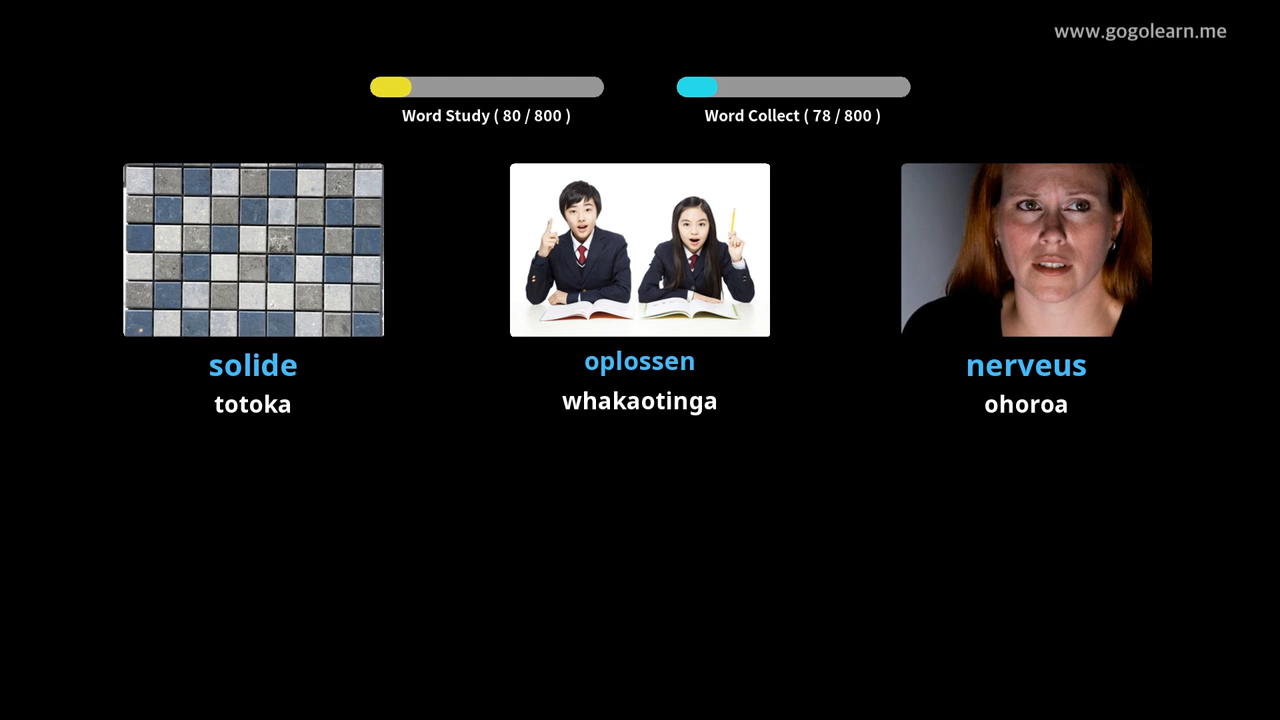 www.gogolearn.me
Word Study ( 80 / 800 )
Word Collect ( 78 / 800 )
solide
totoka
oplossen
whakaotinga
nerveus
ohoroa